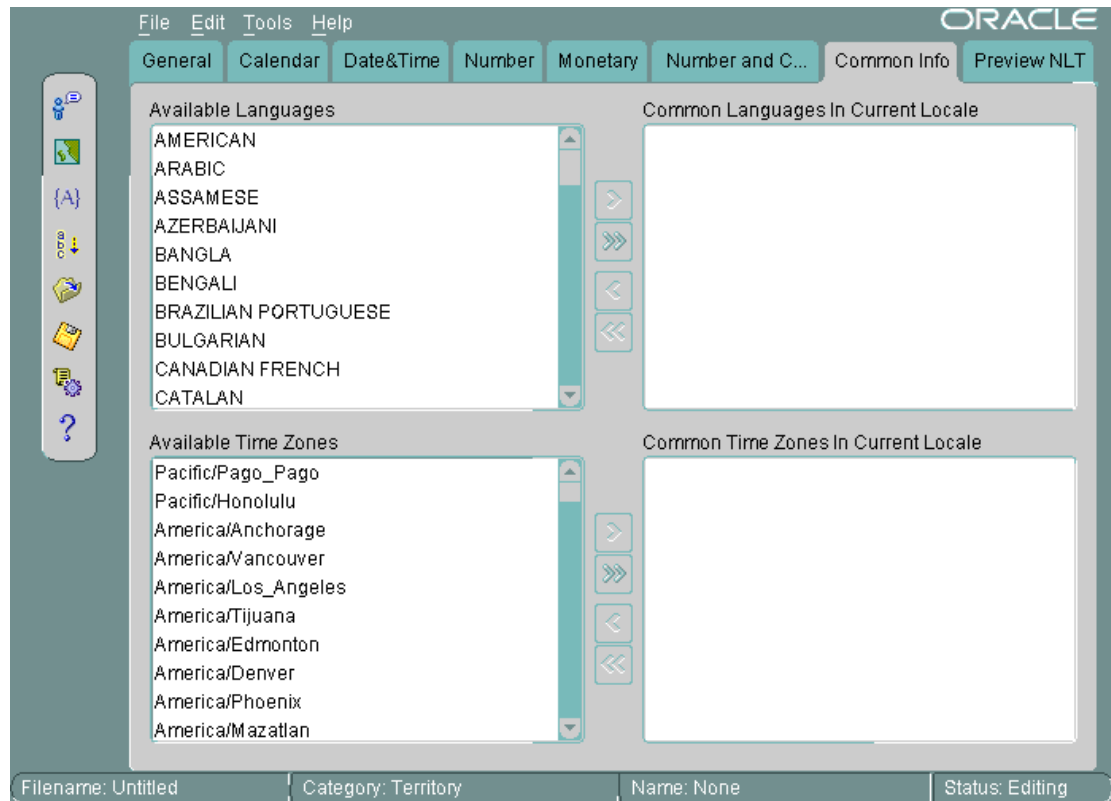 File Edit Tools Help
ORACLE
General Calendar Date&Time Number Monetary Number and C... Common Info Preview NLT
Available Languages
AMERICAN
ARABIC
ASSAMESE
AZERBAIJANI
BANGLA
BENGALI
BRAZILIAN PORTUGUESE
BULGARIAN
CANADIAN FRENCH
CATALAN
Common Languages In Current Locale
{A}
a
b
c
?
Available Time Zones
Pacific/Pago_Pago
Pacific/Honolulu
America/Anchorage
America/Vancouver
America/Los_Angeles
America/Tijuana
America/Edmonton
America/Denver
America/Phoenix
America/Mazatlan
Common Time Zones In Current Locale
Filename: Untitled Category: Territory Name: None Status: Editing